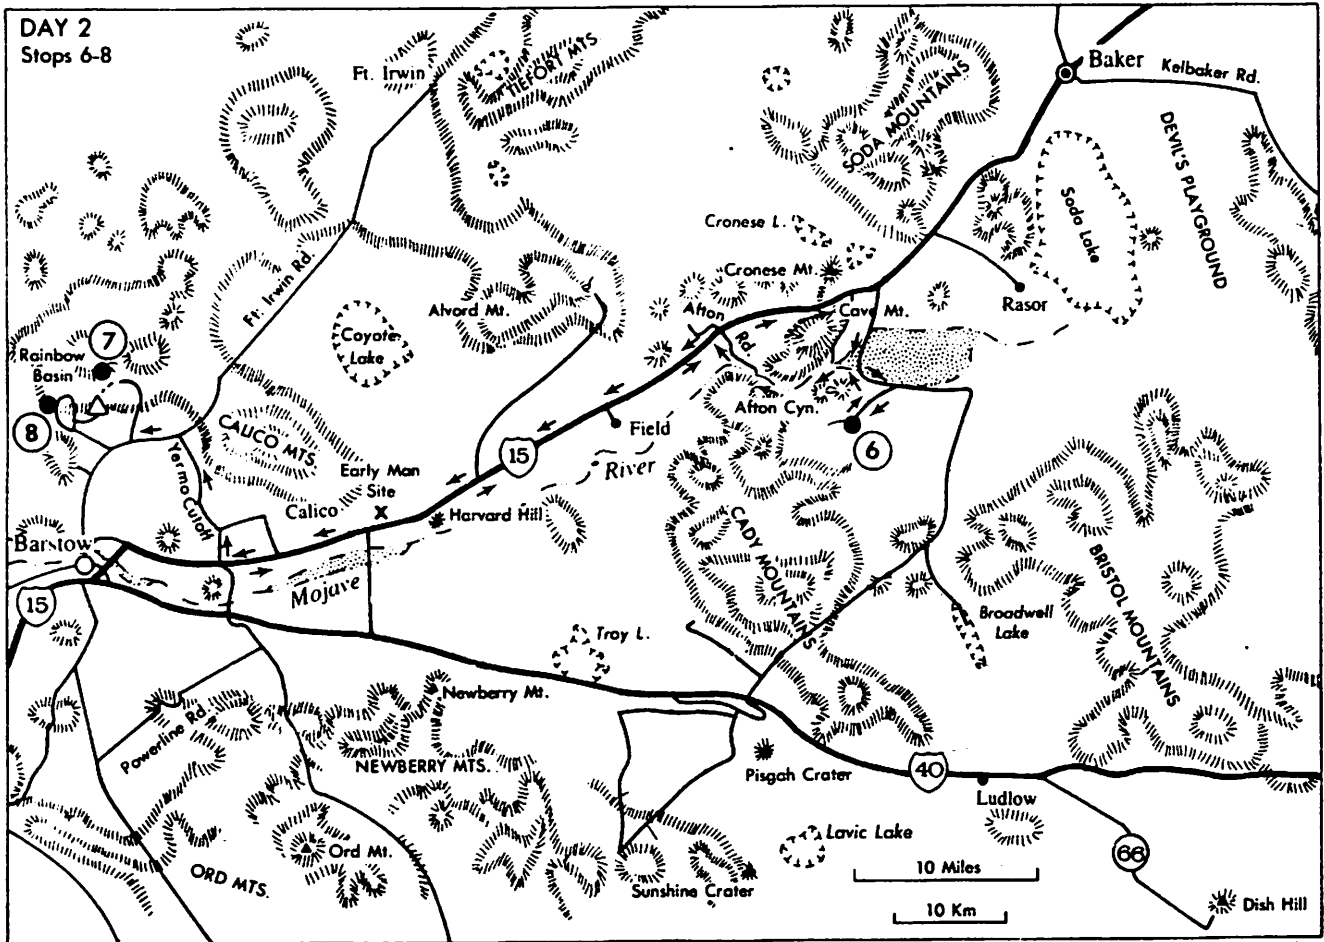 DAY 2
Stops 6-8
Ft. Irwin
TIEFORT MTS
SODA MOUNTAINS
Baker
Kelbaker Rd.
DEVIL'S PLAYGROUND
Soda Lake
Cronese L.
Cronese Mt.
Rasor
Ft. Irwin Rd.
Alvord Mt.
Afton
Rd.
Cave Mt.
Coyote
Lake
7
Rainbow
Basin
8
CALICO MTS
Afton Cyn.
6
Field
River
15
Yermo Cutoff
Early Man
Site
X
Calico
Harvard Hill
Barstow
Mojave
15
CADY MOUNTAINS
BRISTOL MOUNTAINS
Broadwell
Lake
Troy L.
Newberry Mt.
Powerline Rd.
NEWBERRY MTS.
Pisgah Crater
40
Ludlow
Ord Mt.
ORD MTS.
Sunshine Crater
Lavic Lake
66
10 Miles
10 Km
Dish Hill